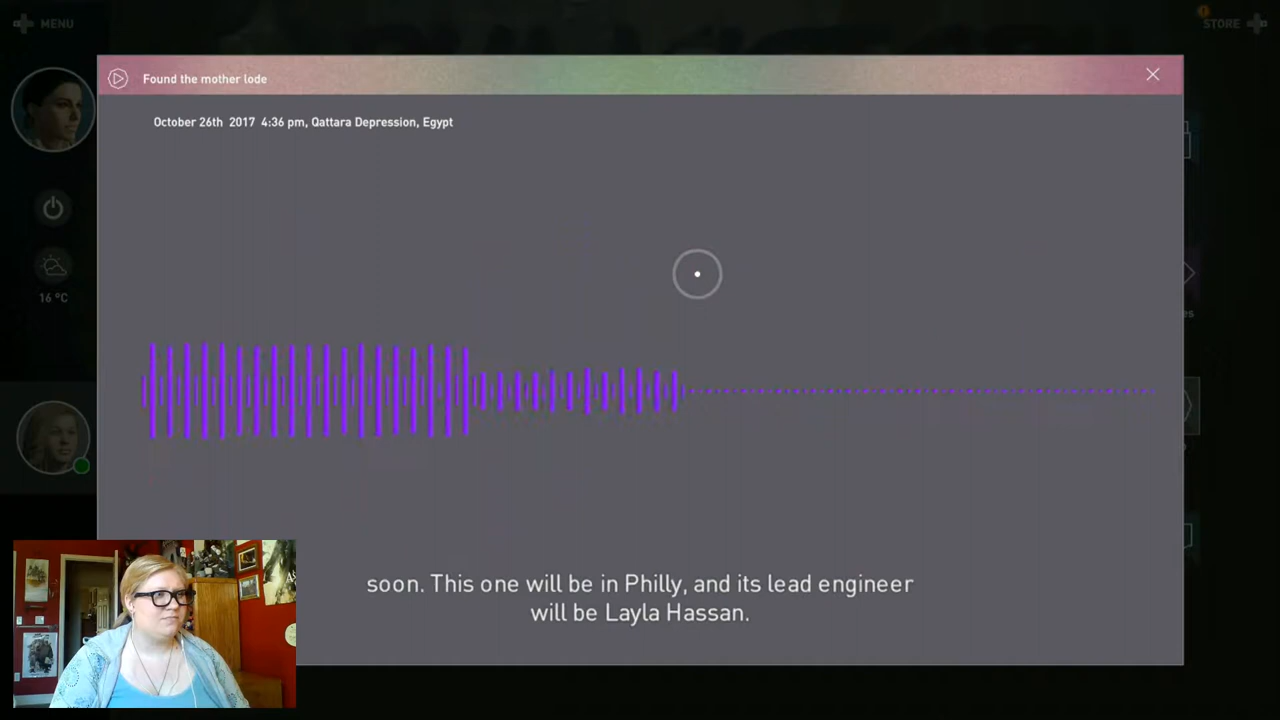 MENU
STORE
Found the mother lode
October 26th 2017 4:36 pm, Qattara Depression, Egypt
16 °C
es
soon. This one will be in Philly, and its lead engineer
will be Layla Hassan.